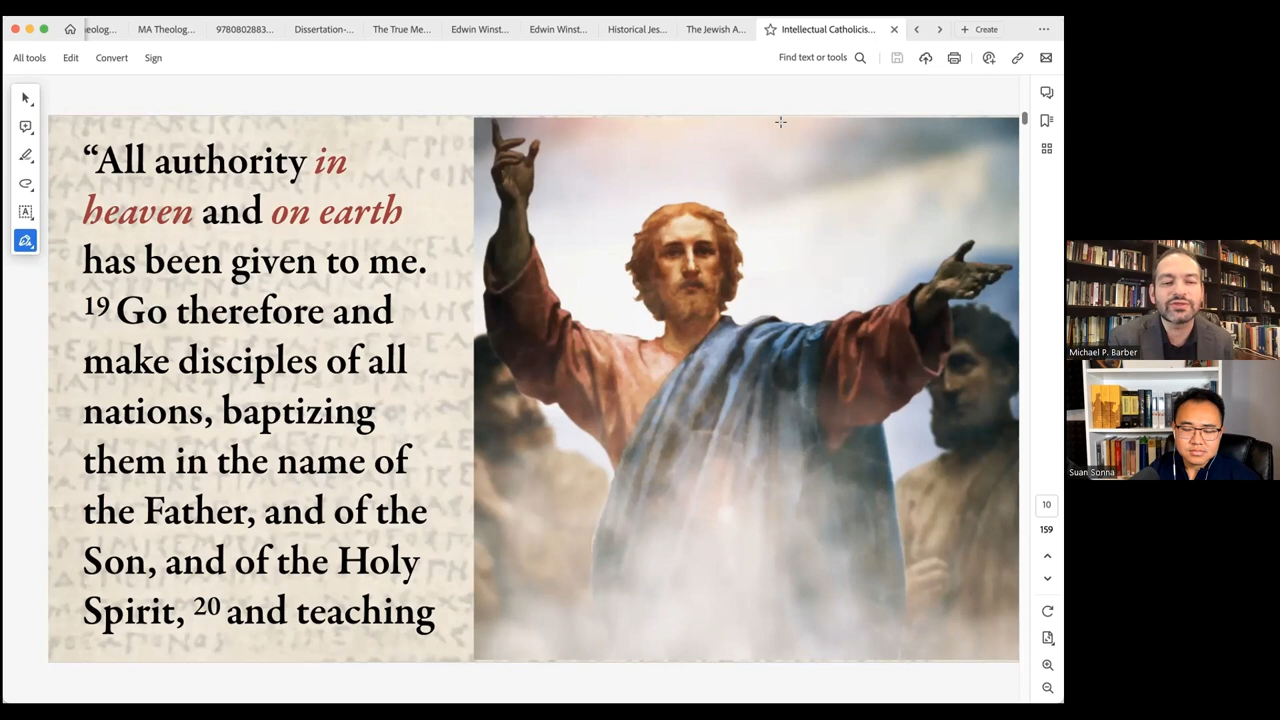 eolog...
MA Theolog...
9780802883...
Dissertation-...
The True Me...
Edwin Winst...
Edwin Winst...
Historical Jes...
The Jewish A...
Intellectual Catholicis...
Create
All tools
Edit
Convert
Sign
Find text or tools
“All authority in
heaven and on earth
has been given to me.
19 Go therefore and
make disciples of all
nations, baptizing
them in the name of
the Father, and of the
Son, and of the Holy
Spirit, 20 and teaching
10
159
Michael P. Barber
Suan Sonna